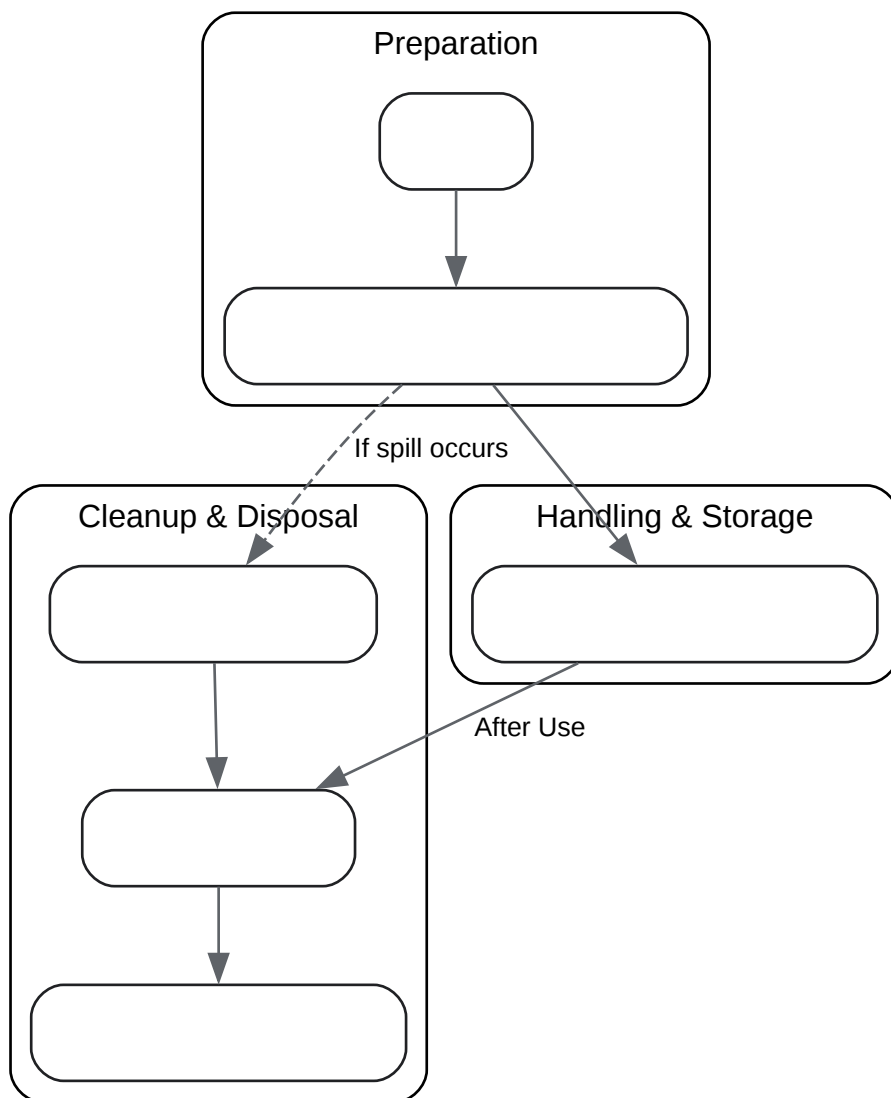 Preparation
If spill occurs
Cleanup & Disposal
Handling & Storage
After Use